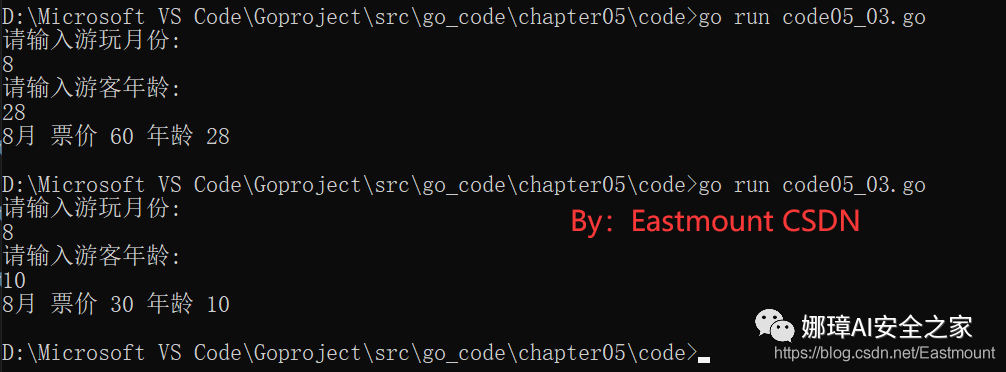 D:\Microsoft VS Code\Goproject\src\go_code\chapter05\code>go run code05_03.go
请输入游玩月份:
8
请输入游客年龄:
28
8月 票价 60 年龄 28
D:\Microsoft VS Code\Goproject\src\go_code\chapter05\code>go run code05_03.go
请输入游玩月份:
By：Eastmount CSDN
8
请输入游客年龄:
10
8月 票价 30 年龄 10
娜璋AI安全之家
D:\Microsoft VS Code\Goproject\src\go_code\chapter05\code>
https://blog.csdn.net/Eastmount